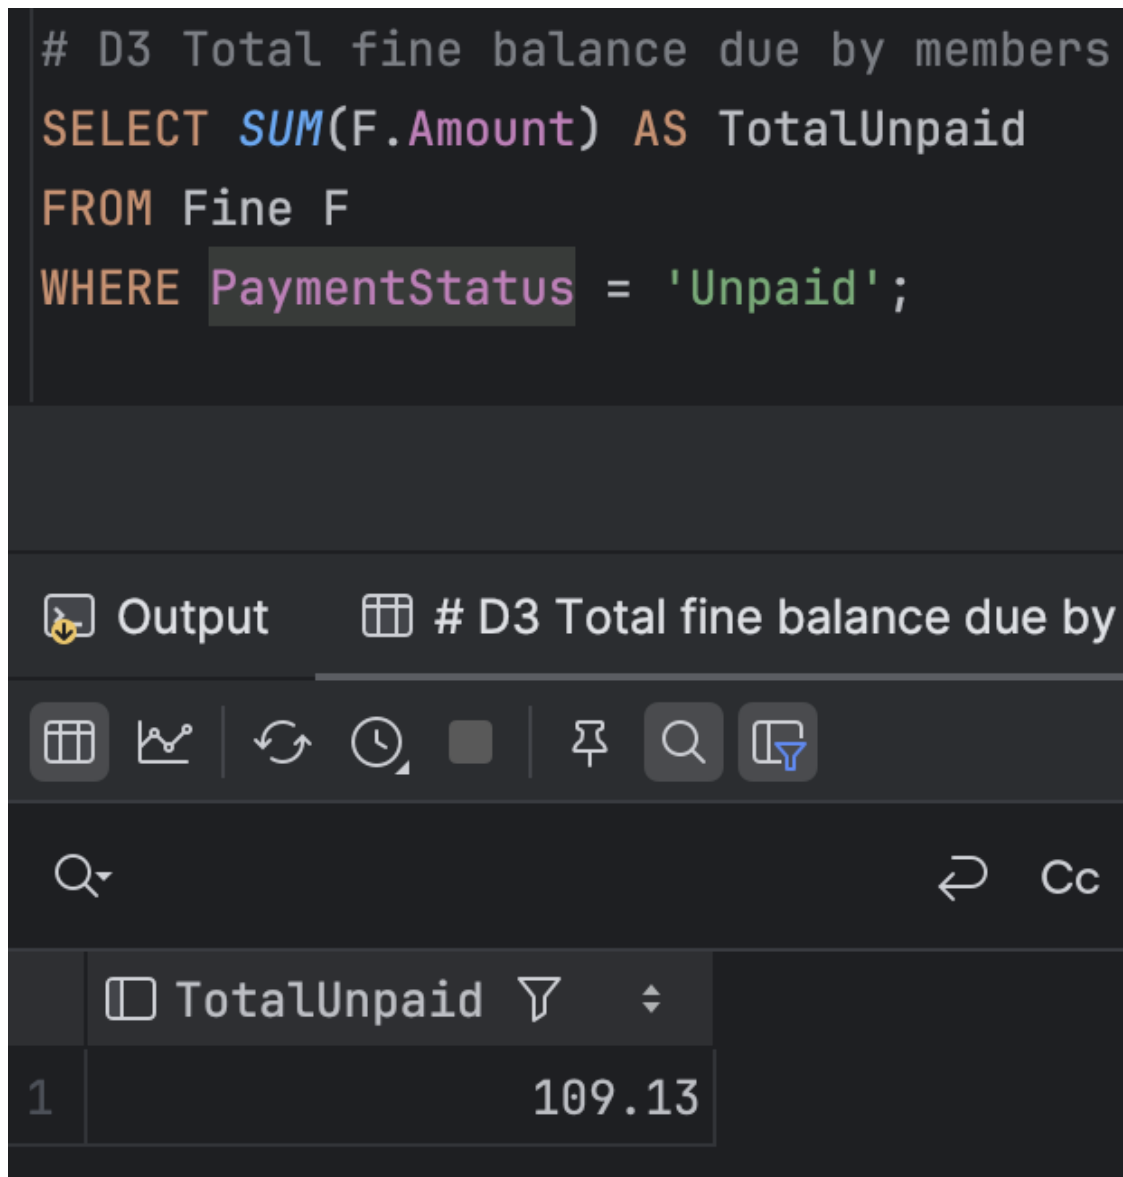 # D3 Total fine balance due by members
SELECT SUM(F.Amount) AS TotalUnpaid
FROM Fine F
WHERE PaymentStatus = 'Unpaid';
Output
# D3 Total fine balance due by
Cc
TotalUnpaid
1 109.13